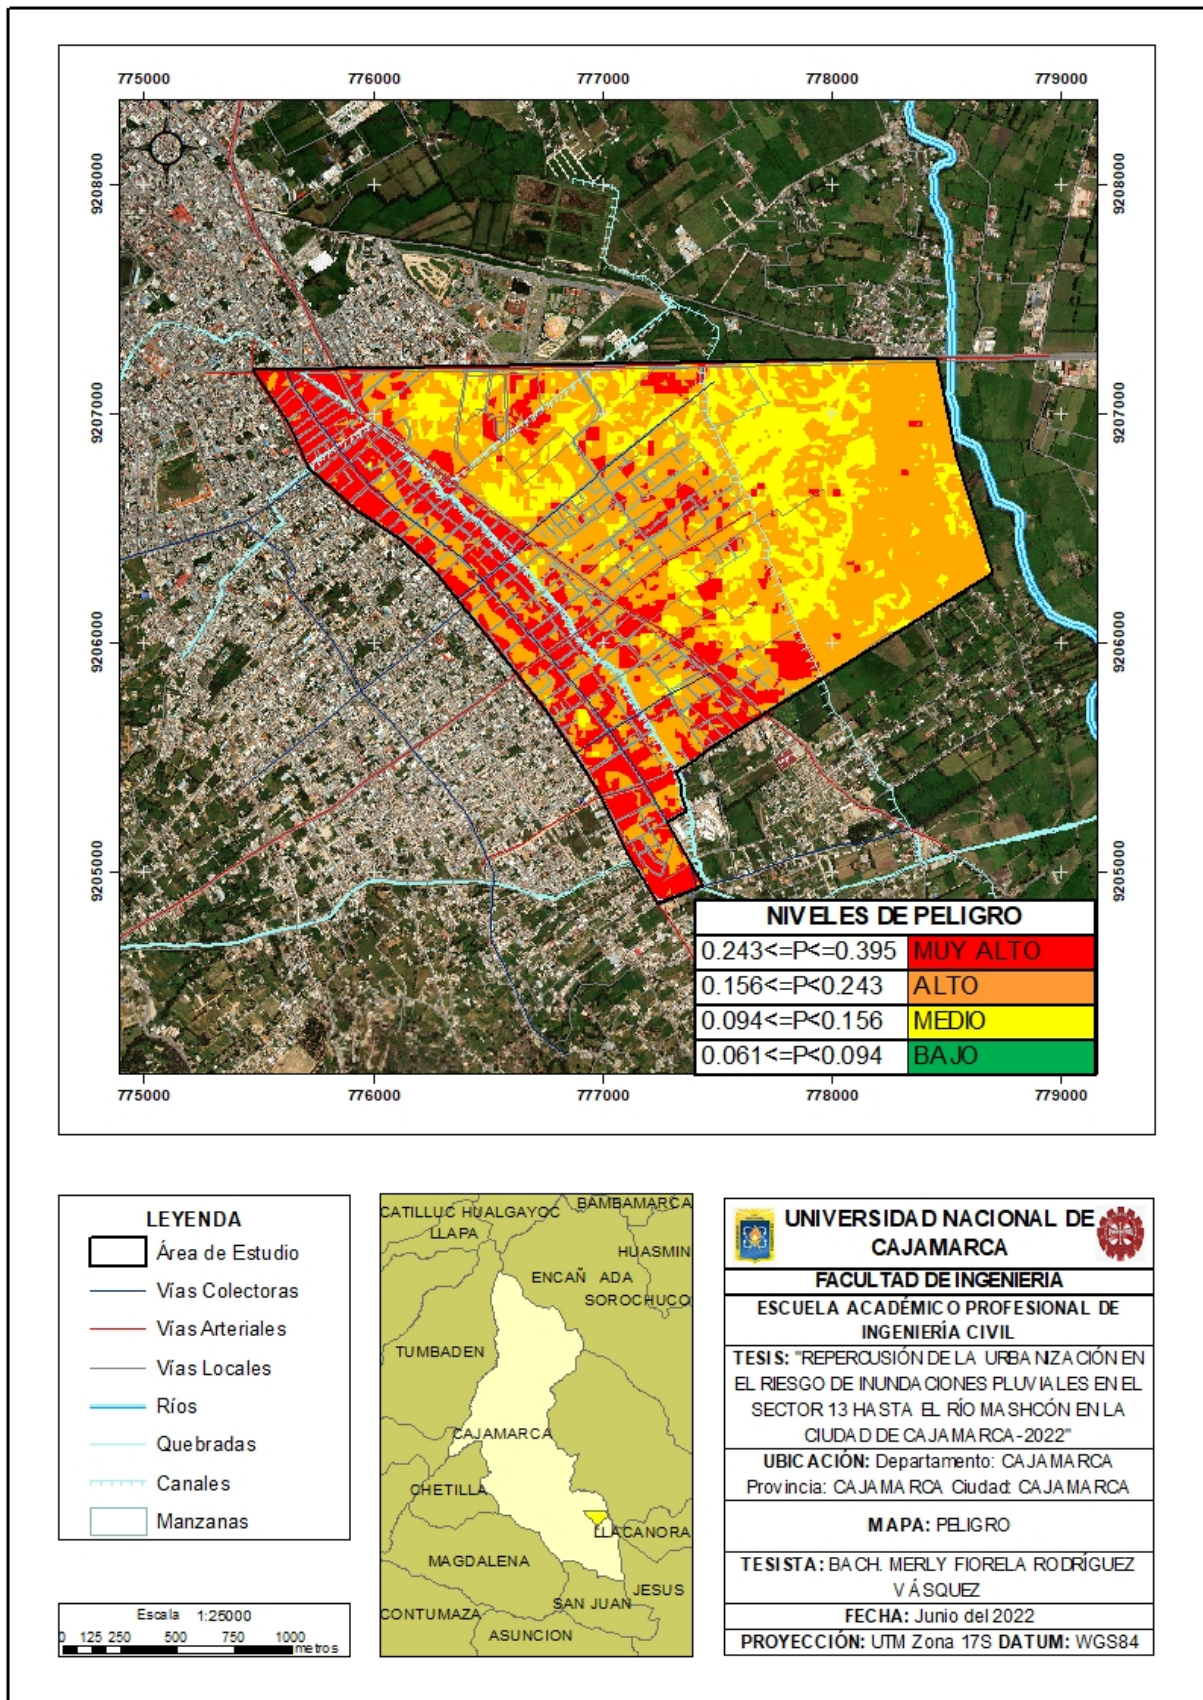 775000 776000 777000 778000 779000
9208000 9208000
9207000 9207000
9206000 9206000
9205000 9205000
NIVELES DE PELIGRO
0.243<=P<=0.395 MUY ALTO
0.156<=P<0.243 ALTO
0.094<=P<0.156 MEDIO
0.061<=P<0.094 BAJO
775000 776000 777000 778000 779000
LEYENDA
Área de Estudio
Vías Colectoras
Vías Arteriales
Vías Locales
Ríos
Quebradas
Canales
Manzanas
Escala 1:25000
0 125 250 500 750 1000
metros
BAMBAMARCA
CATILLUC HUALGAYOC
LLAPA
HUASMIN
ENCAÑ ADA
SOROCHUCO
TUMBADEN
CAJAMARCA
CHETILLA
LLACANORA
MAGDALENA
JESUS
SAN JUAN
CONTUMAZA
ASUNCION
UNIVERSIDAD NACIONAL DE
CAJAMARCA
FACULTAD DE INGENIERIA
ESCUELA ACADÉMICO PROFESIONAL DE
INGENIERÍA CIVIL
TESIS: "REPERCUSIÓN DE LA URBANIZACIÓN EN
EL RIESGO DE INUNDACIONES PLUVIALES EN EL
SECTOR 13 HASTA EL RÍO MASHCÓN EN LA
CIUDAD DE CAJAMARCA-2022"
UBICACIÓN: Departamento: CAJAMARCA
Provincia: CAJAMARCA Ciudad: CAJAMARCA
MAPA: PELIGRO
TESISTA: BACH. MERLY FIORELA RODRÍGUEZ
VÁSQUEZ
FECHA: Junio del 2022
PROYECCIÓN: UTM Zona 17S DATUM: WGS84